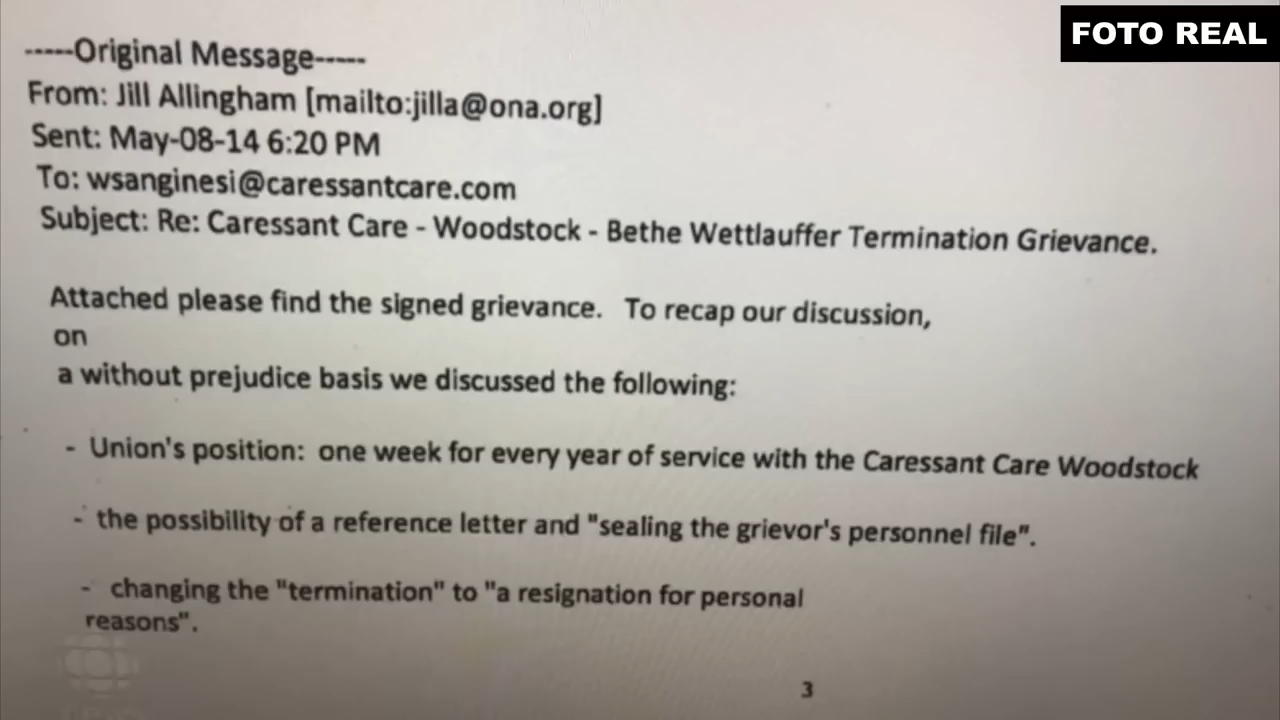 FOTO REAL
-----Original Message-----
From: Jill Allingham [mailto:jilla@ona.org]
Sent: May-08-14 6:20 PM
To: wsanginesi@caressantcare.com
Subject: Re: Caressant Care - Woodstock - Bethe Wettlauffer Termination Grievance.
Attached please find the signed grievance. To recap our discussion,
on
a without prejudice basis we discussed the following:
- Union's position: one week for every year of service with the Caressant Care Woodstock
- the possibility of a reference letter and "sealing the grievor's personnel file".
- changing the "termination" to "a resignation for personal
reasons".
3